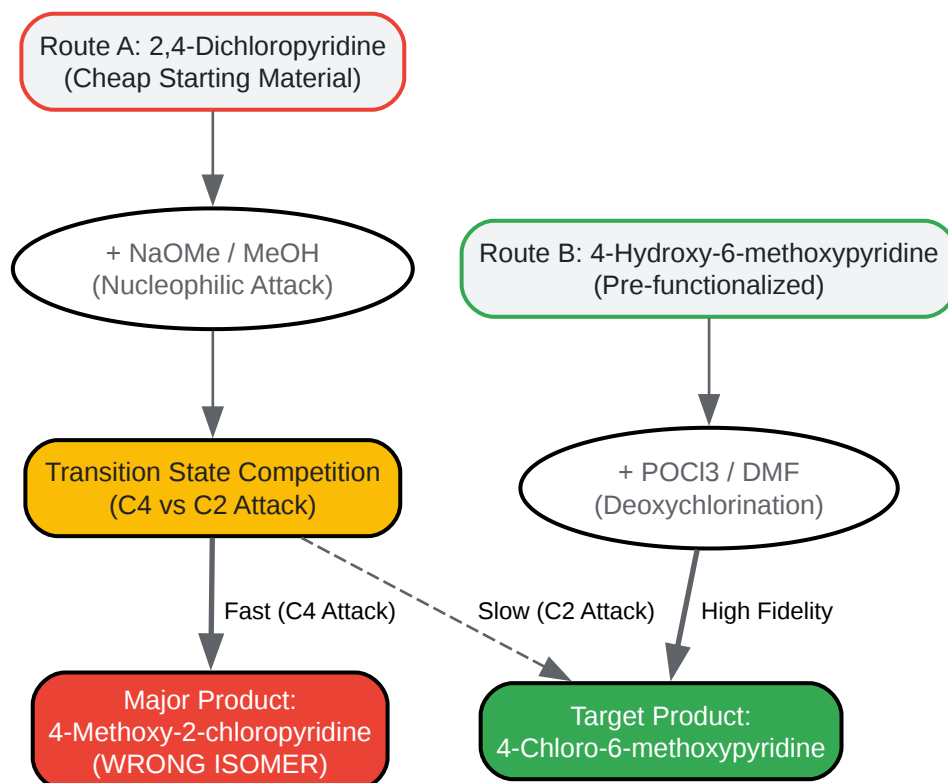 Route A: 2,4-Dichloropyridine
(Cheap Starting Material)
+ NaOMe / MeOH
(Nucleophilic Attack)
Route B: 4-Hydroxy-6-methoxypyridine
(Pre-functionalized)
Transition State Competition
(C4 vs C2 Attack)
+ POCl3 / DMF
(Deoxychlorination)
Fast (C4 Attack)
Slow (C2 Attack)
High Fidelity
Major Product:
4-Methoxy-2-chloropyridine
(WRONG ISOMER)
Target Product:
4-Chloro-6-methoxypyridine